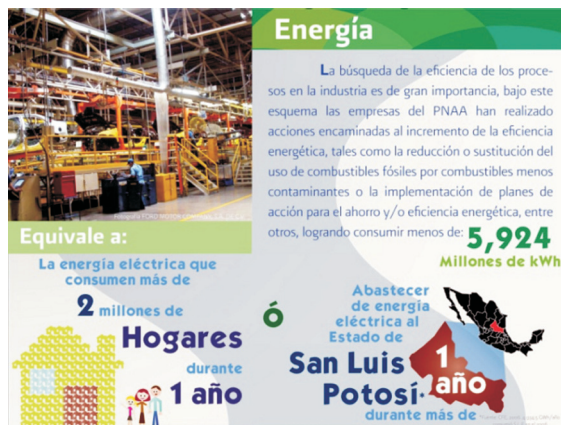 Energía
La búsqueda de la eficiencia de los proce-
sos en la industria es de gran importancia, bajo este
esquema las empresas del PNAA han realizado
acciones encaminadas al incremento de la eficiencia
energética, tales como la reducción o sustitución del
uso de combustibles fósiles por combustibles menos
contaminantes o la implementación de planes de
acción para el ahorro y/o eficiencia energética, entre
otros, logrando consumir menos de: 5,924
Millones de kWh
Equivale a:
La energía eléctrica que
consumen más de
2 millones de
Hogares
durante
1 año
Ó
Abastecer
de energía
eléctrica al
Estado de
San Luis
Potosí.
1
año
durante más de